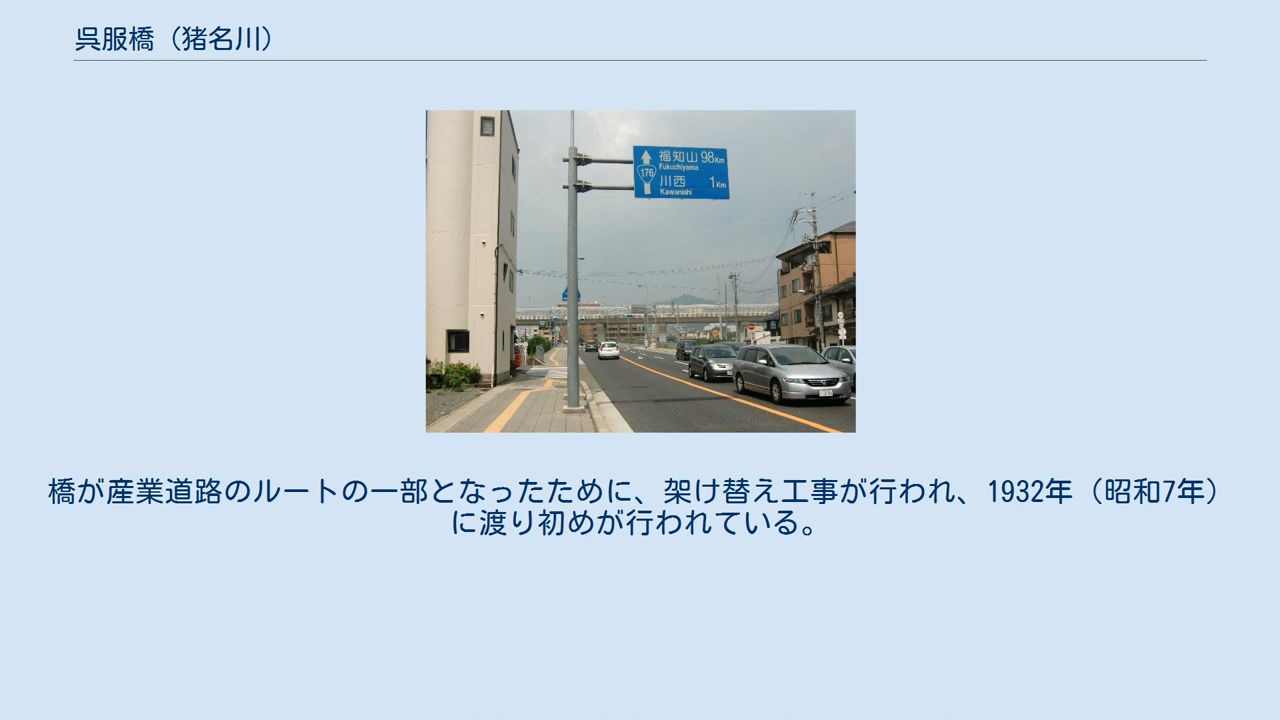 呉服橋（猪名川）
福知山 98Km
Fukuchiyama
176
川西 1Km
Kawanishi
橋が産業道路のルートの一部となったために、架け替え工事が行われ、1932年（昭和7年）
に渡り初めが行われている。